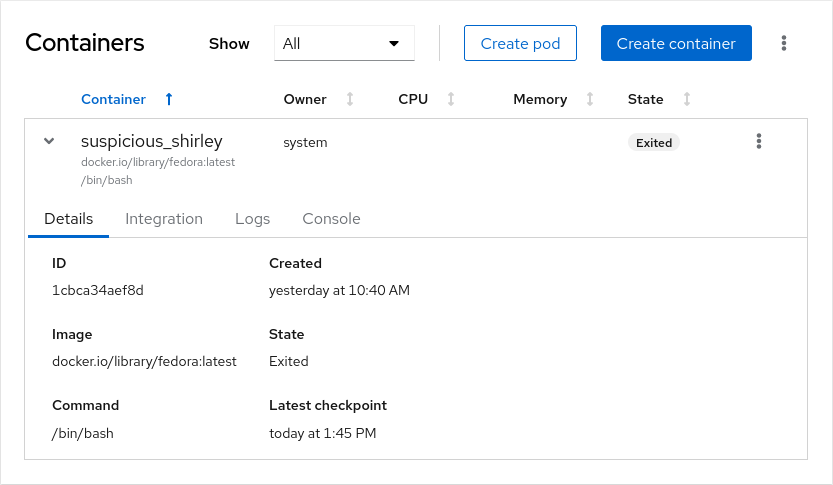 Containers Show All Create pod Create container
Container Owner CPU Memory State
suspicious_shirley system Exited
docker.io/library/fedora:latest
/bin/bash
Details Integration Logs Console
ID Created
1cbca34aef8d yesterday at 10:40 AM
Image State
docker.io/library/fedora:latest Exited
Command Latest checkpoint
/bin/bash today at 1:45 PM